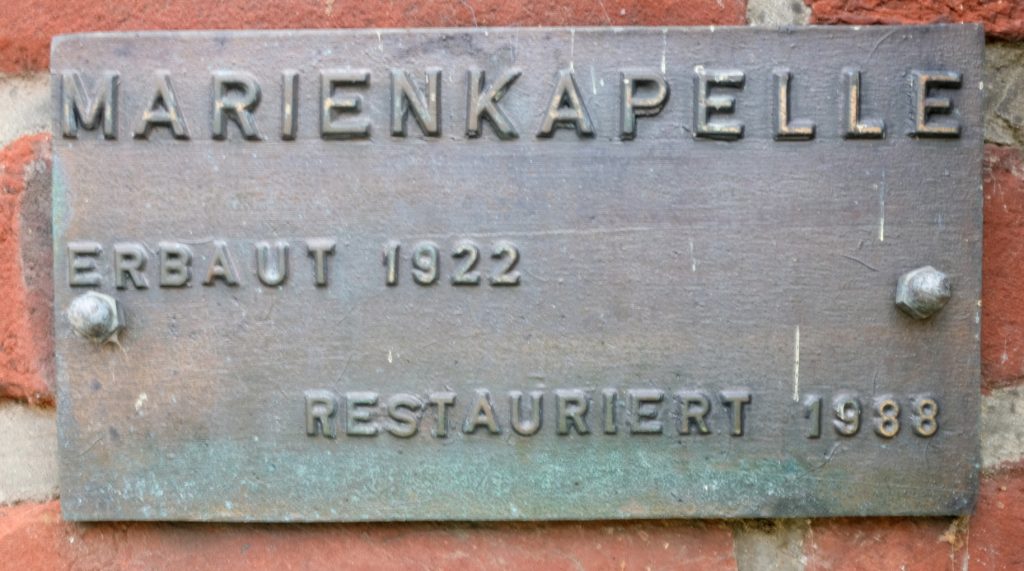 MARIENKAPELLE
ERBAUT 1922
RESTAURIERT 1988